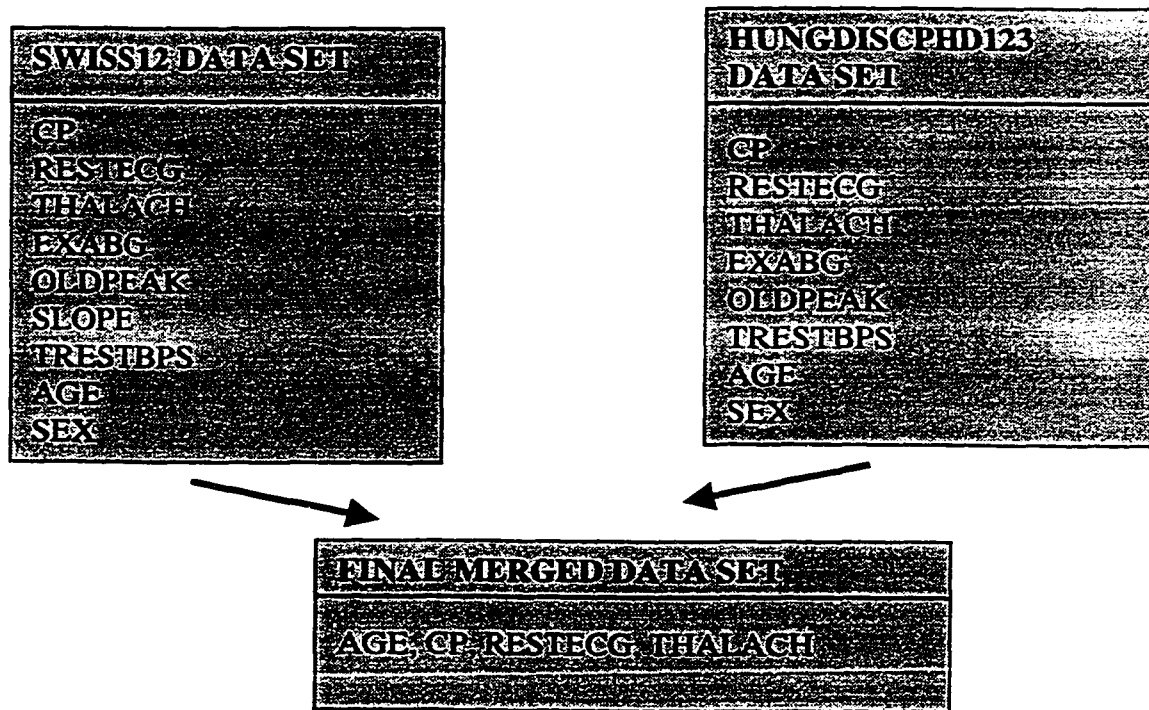 SWISS12 DATA SET
CP
RESTECG
THALACH
EXABG
OLDPEAK
SLOPE
TRESTBPS
AGE
SEX
HUNGDISCPHD123
DATA SET
CP
RESTECG
THALACH
EXABG
OLDPEAK
TRESTBPS
AGE
SEX
FINAL MERGED DATA SET
AGE, CP RESTECG THALACH